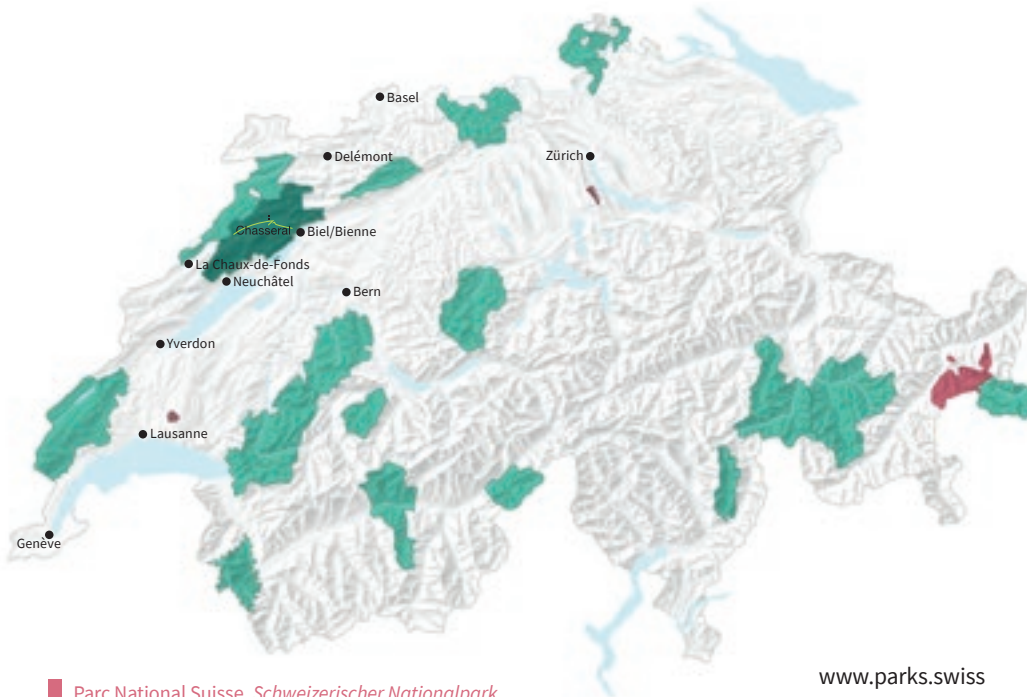 Basel
Delémont
Zürich
Chasseral
Biel/Bienne
La Chaux-de-Fonds
Neuchâtel
Bern
Yverdon
Lausanne
Genève
www.parks.swiss
Parc National Suisse Schweizerischer Nationalpark